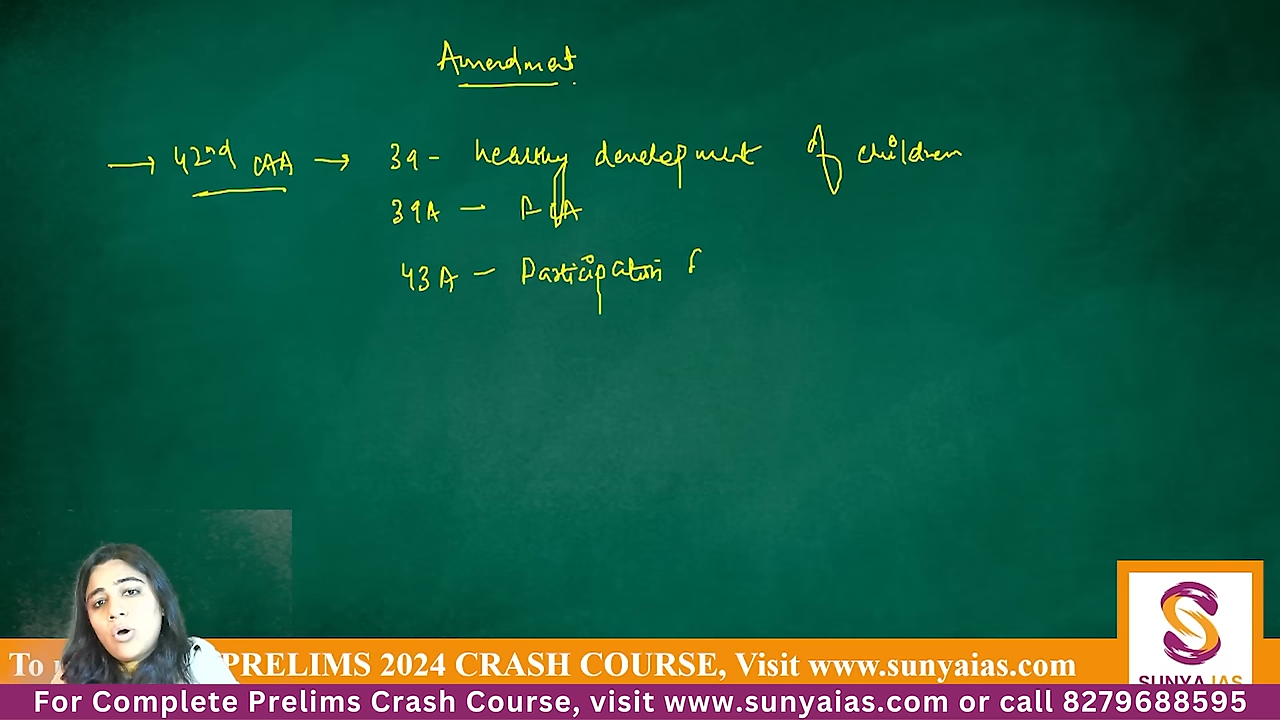 Amendment
→ 42nd CAA → 39 - healthy development of children
39A -
43A - Participation
To PRELIMS 2024 CRASH COURSE, Visit www.sunyaias.com
SUNYA IAS
For Complete Prelims Crash Course, visit www.sunyaias.com or call 8279688595